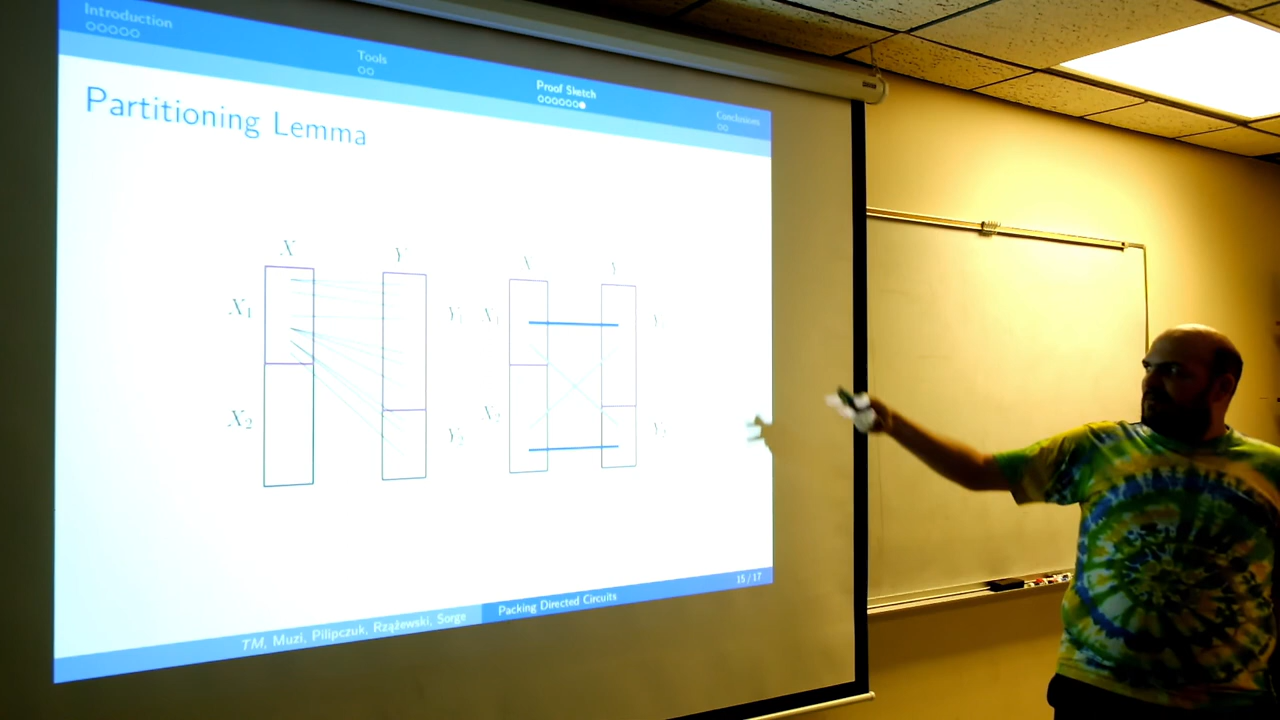 Introduction
Tools
Proof Sketch
Conclusions
Partitioning Lemma
X Y X Y
X₁ Y₁ X₁ Y₁
X₂ Y₂ X₂ Y₂
15 / 17
TM, Muzi, Pilipczuk, Rzążewski, Sorge Packing Directed Circuits